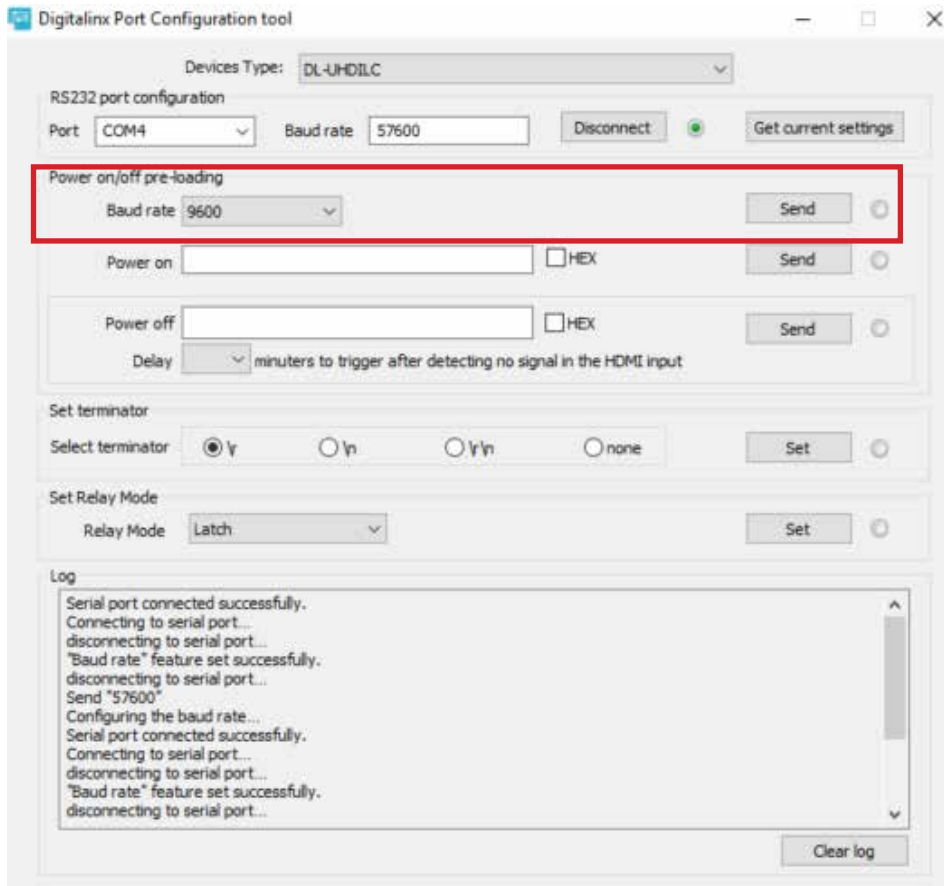 Digitalinx Port Configuration tool
Devices Type: DL-UHDILC
RS232 port configuration
Port COM4 Baud rate 57600 Disconnect Get current settings
Power on/off pre-loading
Baud rate 9600 Send
Power on HEX Send
Power off HEX Send
Delay minuters to trigger after detecting no signal in the HDMI input
Set terminator
Select terminator \r \n \r\n none Set
Set Relay Mode
Relay Mode Latch Set
Log
Serial port connected successfully.
Connecting to serial port...
disconnecting to serial port...
"Baud rate" feature set successfully.
disconnecting to serial port...
Send "57600"
Configuring the baud rate...
Serial port connected successfully.
Connecting to serial port...
disconnecting to serial port...
"Baud rate" feature set successfully.
disconnecting to serial port...
Clear log